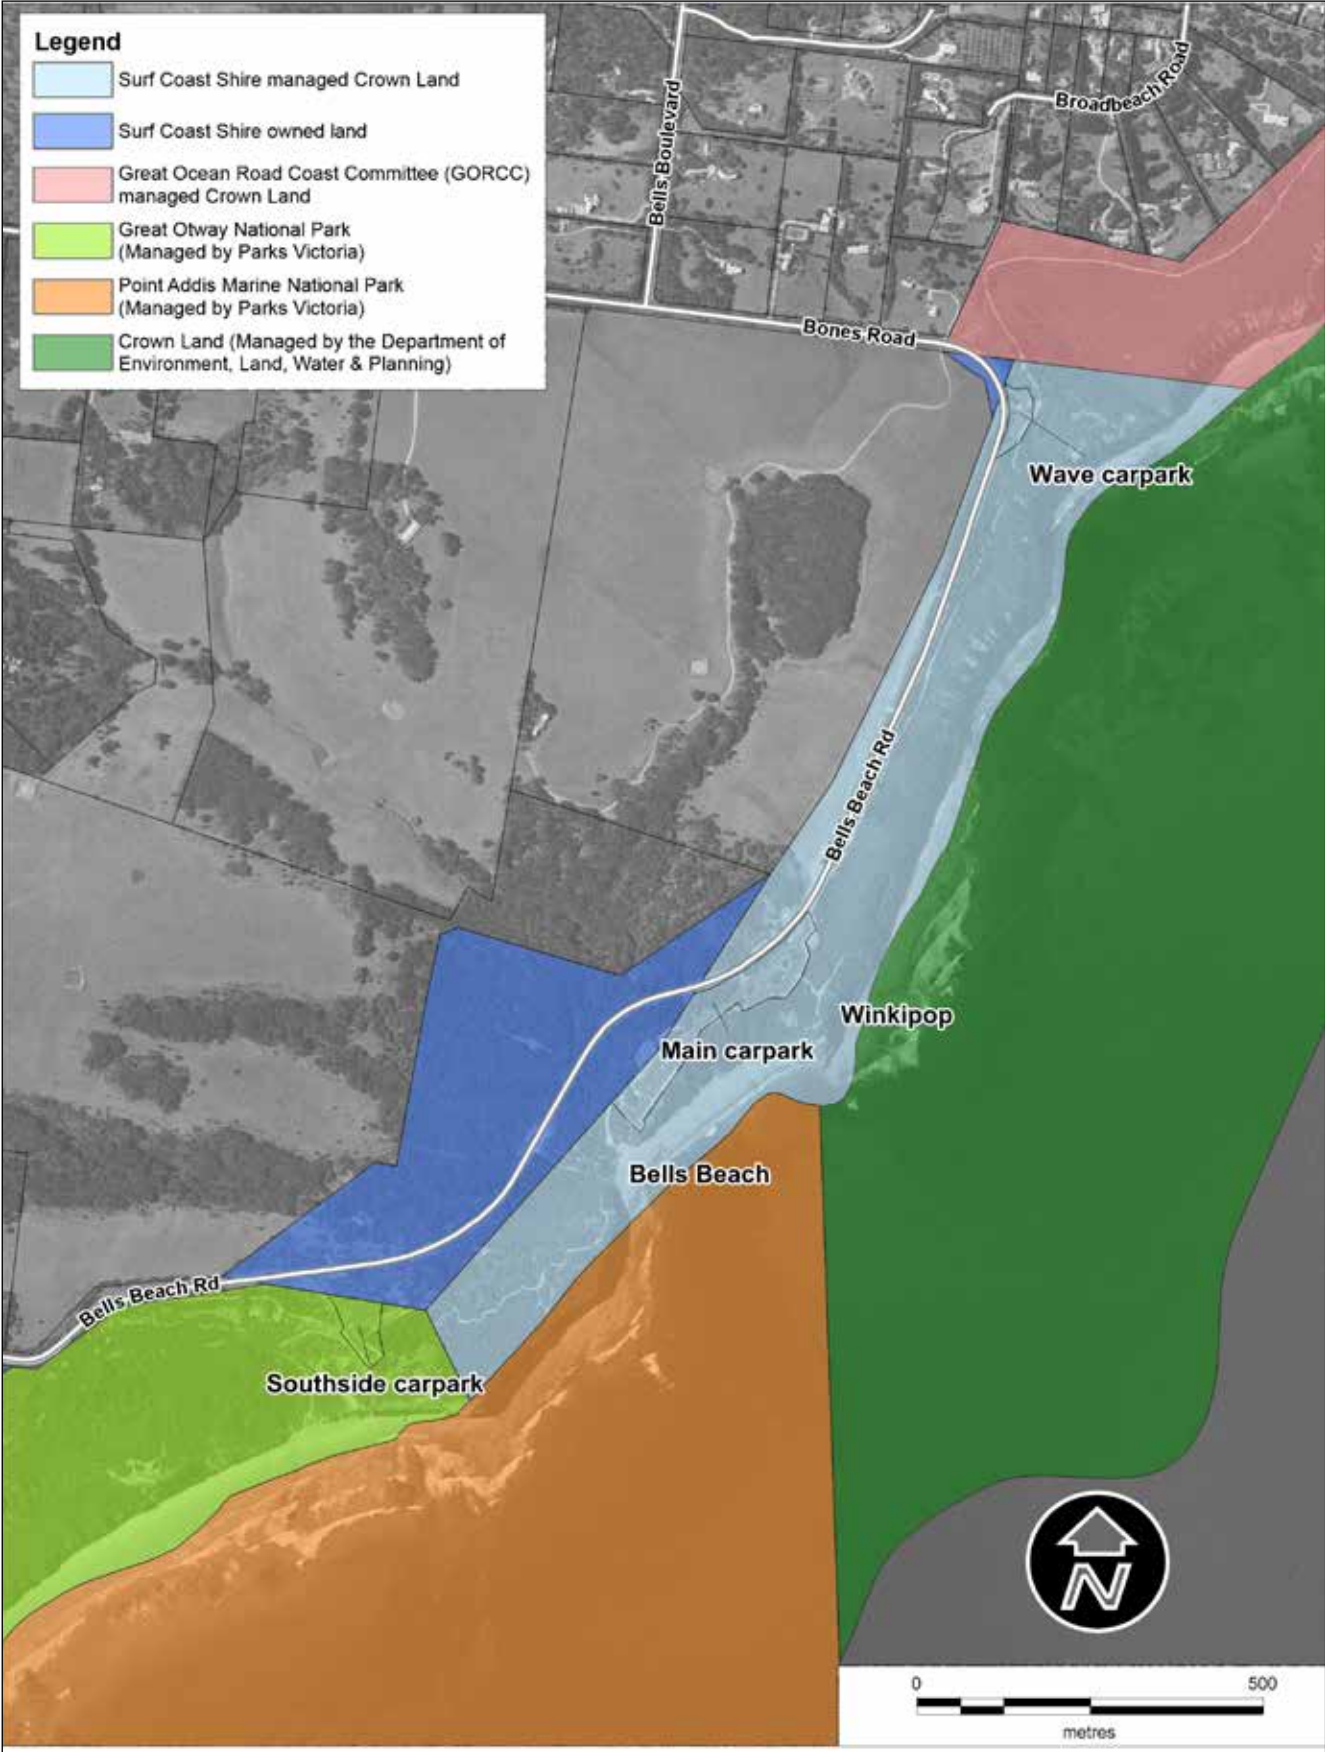 Legend
Surf Coast Shire managed Crown Land
Surf Coast Shire owned land
Great Ocean Road Coast Committee (GORCC)
managed Crown Land
Great Otway National Park
(Managed by Parks Victoria)
Point Addis Marine National Park
(Managed by Parks Victoria)
Crown Land (Managed by the Department of
Environment, Land, Water & Planning)
Bells Boulevard
Broadbeach Road
Bones Road
Wave carpark
Bells Beach Rd
Winkipop
Main carpark
Bells Beach
Bells Beach Rd
Southside carpark
N
0 500
metres